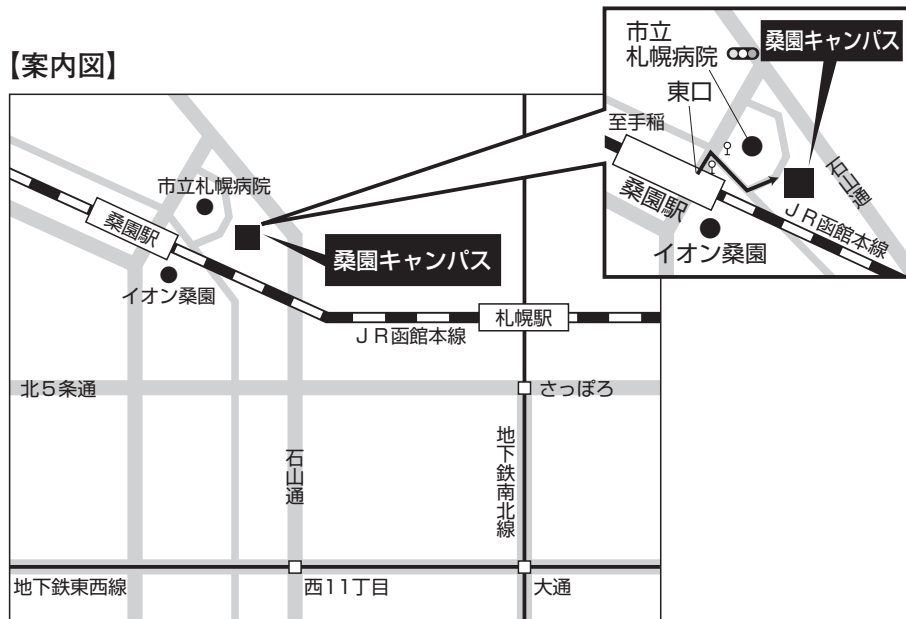 【案内図】
市立
札幌病院
桑園キャンパス
東口
至手稲
石山通
桑園駅
JR函館本線
イオン桑園
市立札幌病院
桑園駅
桑園キャンパス
イオン桑園
札幌駅
JR函館本線
北5条通
さっぽろ
石山通
地下鉄南北線
地下鉄東西線
西11丁目
大通